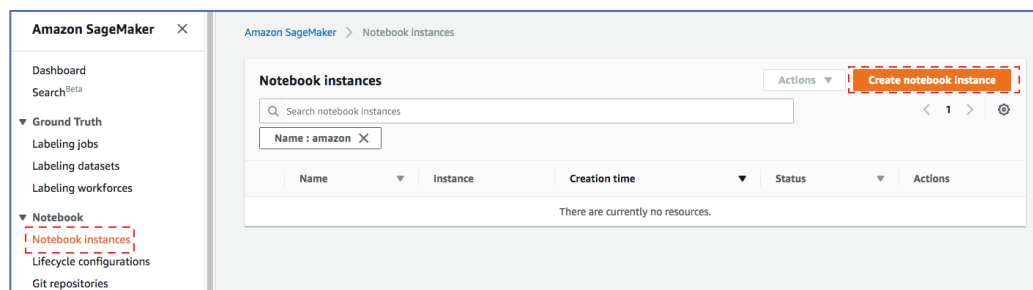 Amazon SageMaker ×
Dashboard
SearchBeta
▼ Ground Truth
Labeling jobs
Labeling datasets
Labeling workforces
▼ Notebook
Notebook instances
Lifecycle configurations
Git repositories
Amazon SageMaker > Notebook instances
Notebook instances
Actions ▼
Create notebook instance
Search notebook instances
< 1 >
Name : amazon ×
Name ▼ Instance Creation time ▼ Status ▼ Actions
There are currently no resources.